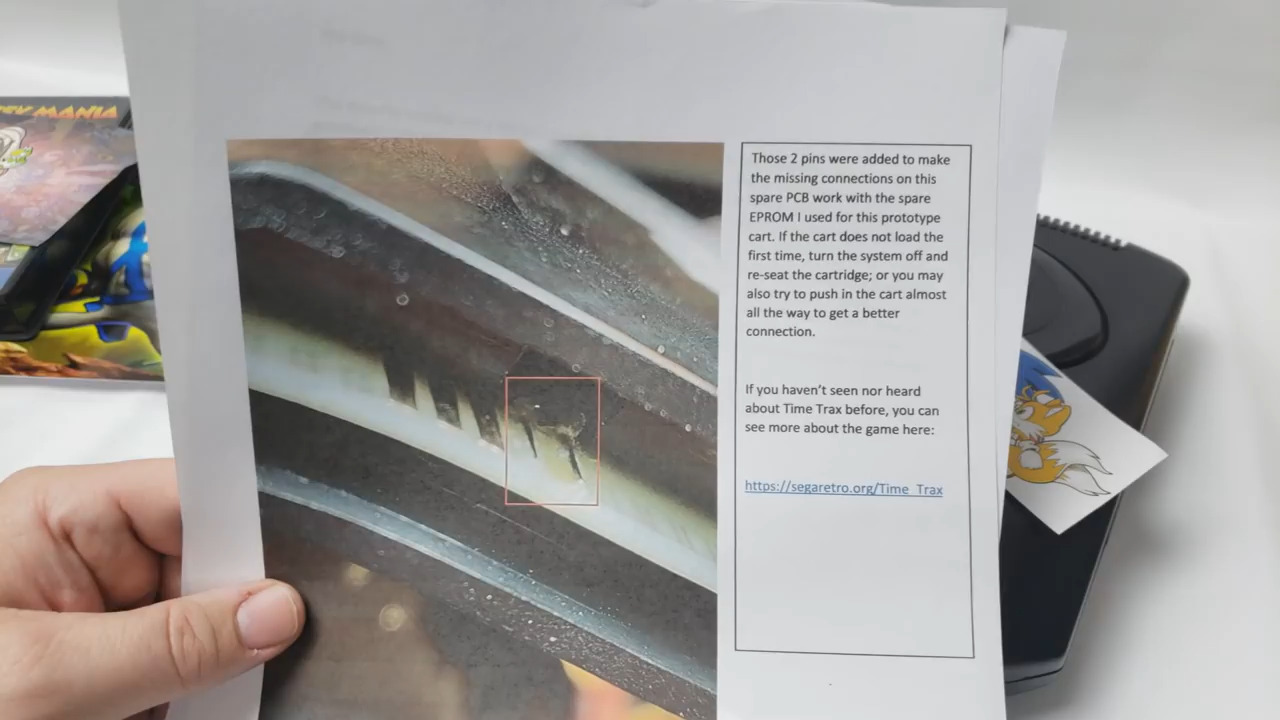 MANIA
Those 2 pins were added to make
the missing connections on this
spare PCB work with the spare
EPROM I used for this prototype
cart. If the cart does not load the
first time, turn the system off and
re-seat the cartridge; or you may
also try to push in the cart almost
all the way to get a better
connection.
If you haven't seen nor heard
about Time Trax before, you can
see more about the game here:
https://segaretro.org/Time_Trax